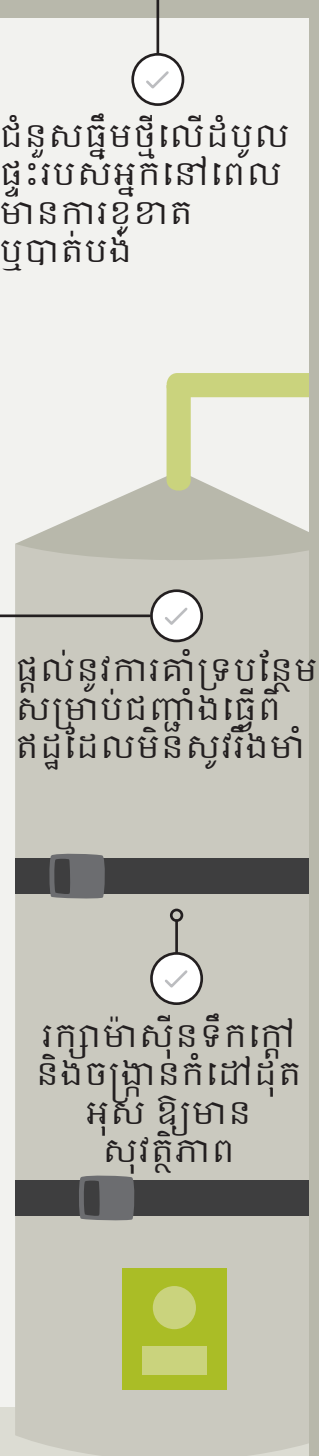 ជំនួសធ្នឹមថ្មីលើដំបូល
ផ្ទះរបស់អ្នកនៅពេល
មានការខូខាត
ឬបាត់បង់
ផ្តល់នូវការគាំទ្របន្ថែម
សម្រាប់ជញ្ជាំងធ្វើពី
ឥដ្ឋដែលមិនសូវរឹងមាំ
រក្សាម៉ាស៊ីនទឹកក្តៅ
និងចង្ក្រានកំដៅដុត
អុស ឱ្យមាន
សុវត្ថិភាព